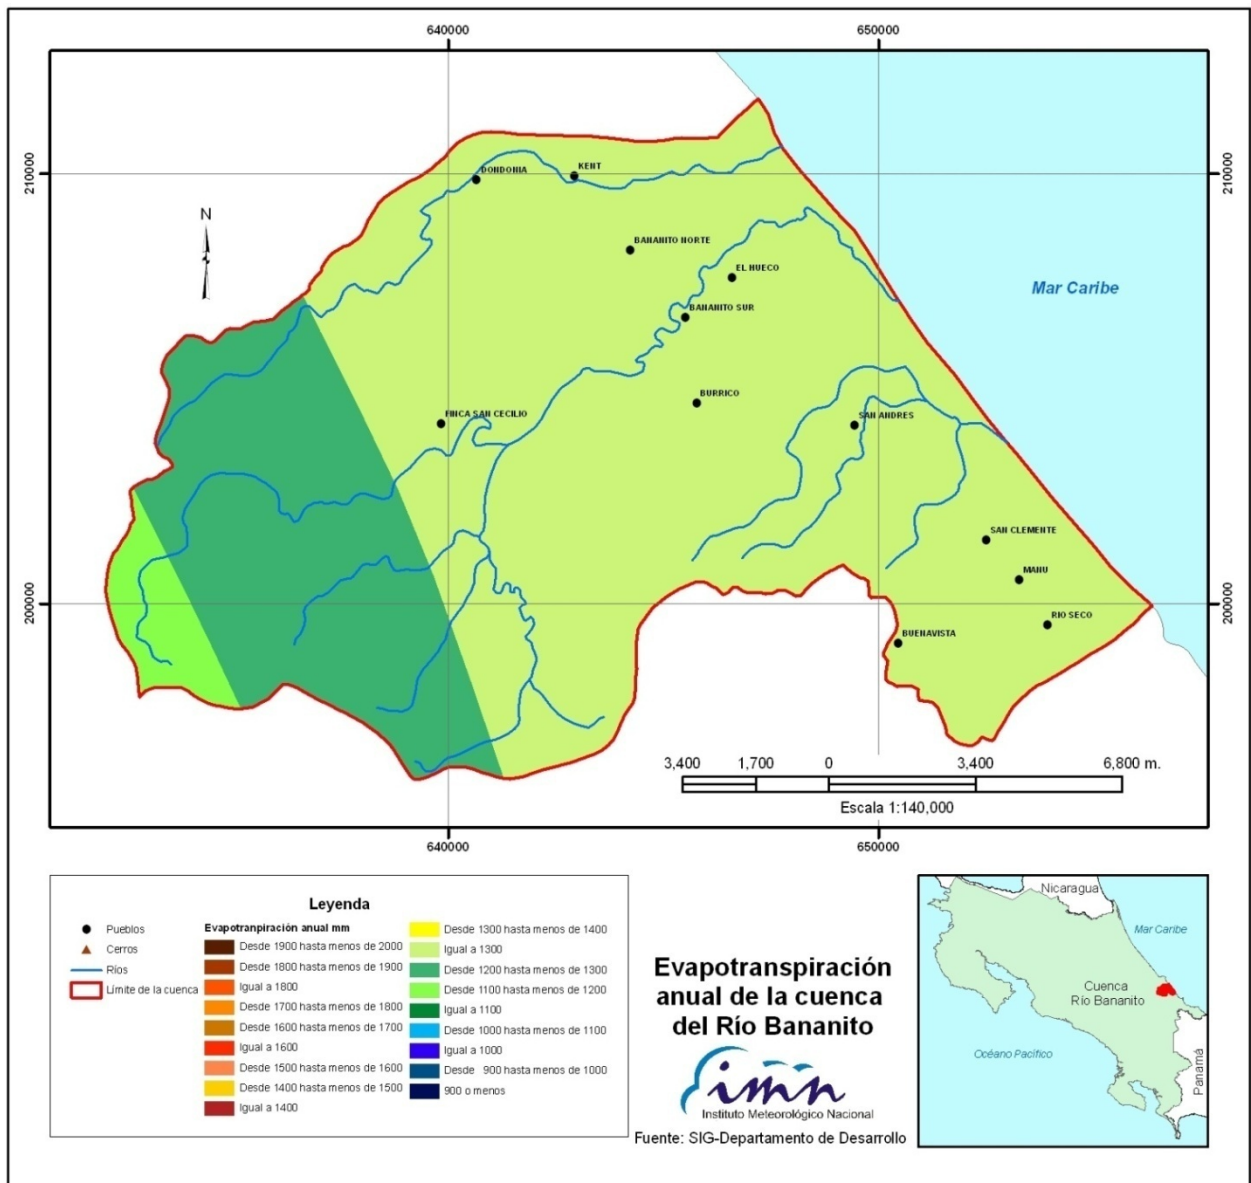 640000
650000
210000
210000
N
DONDONIA
KENT
BANANITO NORTE
EL HUECO
Mar Caribe
BANANITO SUR
BURRICO
FINCA SAN CECILIO
SAN ANDRES
SAN CLEMENTE
MANU
200000
200000
RIO SECO
BUENAVISTA
3,400 1,700 0 3,400 6,800 m.
Escala 1:140,000
640000
650000
Leyenda
Pueblos
Cerros
Ríos
Límite de la cuenca
Evapotranpiración anual mm
Desde 1900 hasta menos de 2000
Desde 1800 hasta menos de 1900
Igual a 1800
Desde 1700 hasta menos de 1800
Desde 1600 hasta menos de 1700
Igual a 1600
Desde 1500 hasta menos de 1600
Desde 1400 hasta menos de 1500
Igual a 1400
Desde 1300 hasta menos de 1400
Igual a 1300
Desde 1200 hasta menos de 1300
Desde 1100 hasta menos de 1200
Igual a 1100
Desde 1000 hasta menos de 1100
Igual a 1000
Desde 900 hasta menos de 1000
900 o menos
Evapotranspiración
anual de la cuenca
del Río Bananito
imn
Instituto Meteorológico Nacional
Fuente: SIG-Departamento de Desarrollo
Nicaragua
Mar Caribe
Cuenca
Río Bananito
Océano Pacífico
Panamá